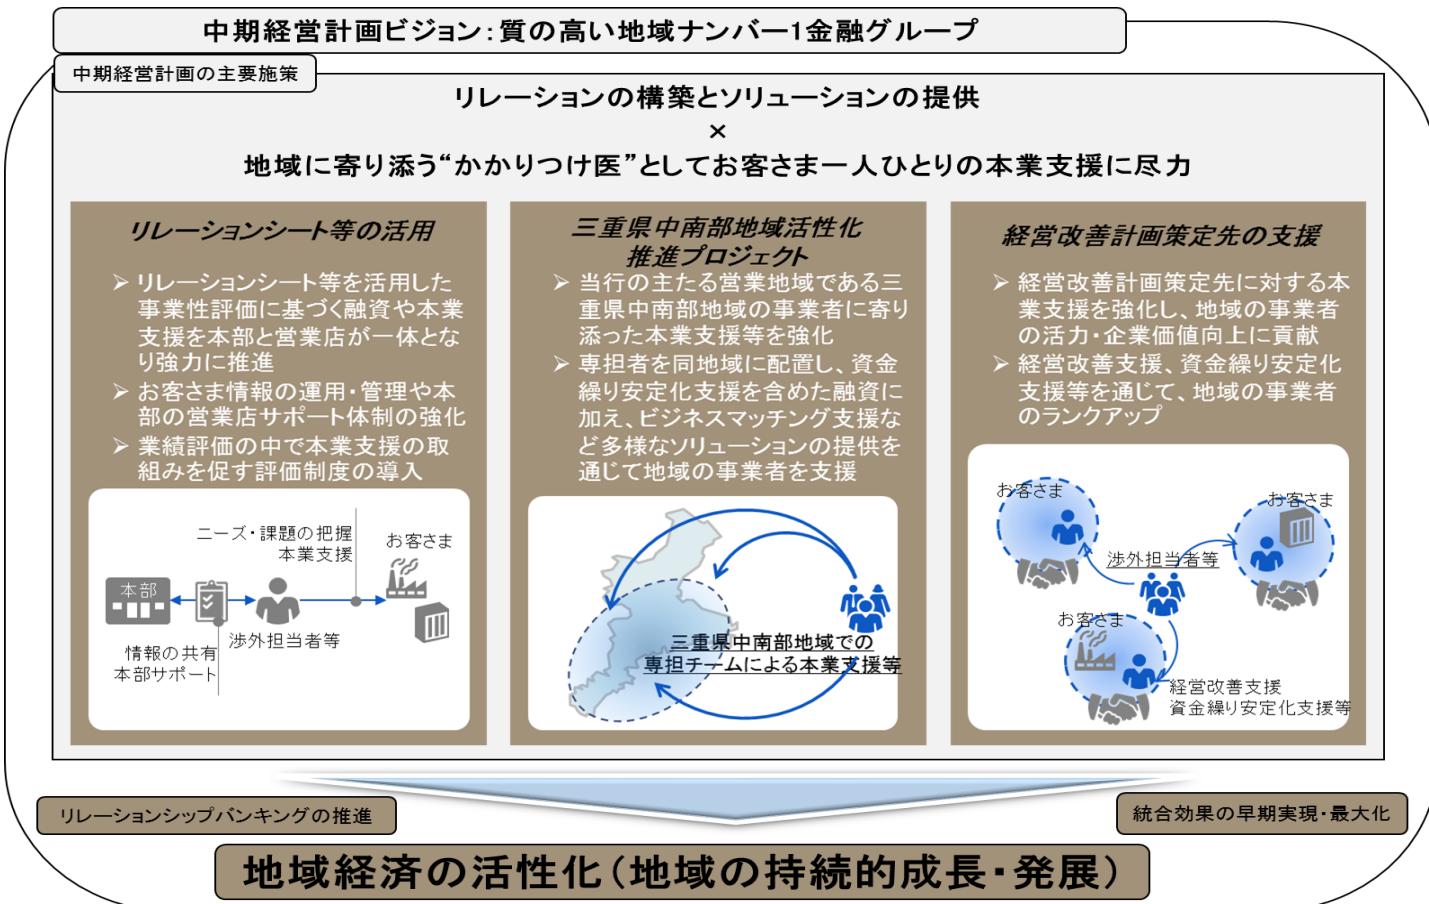 中期経営計画ビジョン：質の高い地域ナンバー1金融グループ
中期経営計画の主要施策
リレーションの構築とソリューションの提供
×
地域に寄り添う“かかりつけ医”としてお客さま一人ひとりの本業支援に尽力
リレーションシート等の活用
➢ リレーションシート等を活用した
事業性評価に基づく融資や本業
支援を本部と営業店が一体とな
り強力に推進
➢ お客さま情報の運用・管理や本
部の営業店サポート体制の強化
➢ 業績評価の中で本業支援の取
組みを促す評価制度の導入
ニーズ・課題の把握
本業支援
お客さま
本部
渉外担当者等
情報の共有
本部サポート
三重県中南部地域活性化
推進プロジェクト
➢ 当行の主たる営業地域である三
重県中南部地域の事業者に寄り
添った本業支援等を強化
➢ 専担者を同地域に配置し、資金
繰り安定化支援を含めた融資に
加え、ビジネスマッチング支援な
ど多様なソリューションの提供を
通じて地域の事業者を支援
三重県中南部地域での
専担チームによる本業支援等
経営改善計画策定先の支援
➢ 経営改善計画策定先に対する本
業支援を強化し、地域の事業者
の活力・企業価値向上に貢献
➢ 経営改善支援、資金繰り安定化
支援等を通じて、地域の事業者
のランクアップ
お客さま
お客さま
渉外担当者等
お客さま
経営改善支援
資金繰り安定化支援等
リレーションシップバンキングの推進
統合効果の早期実現・最大化
地域経済の活性化（地域の持続的成長・発展）